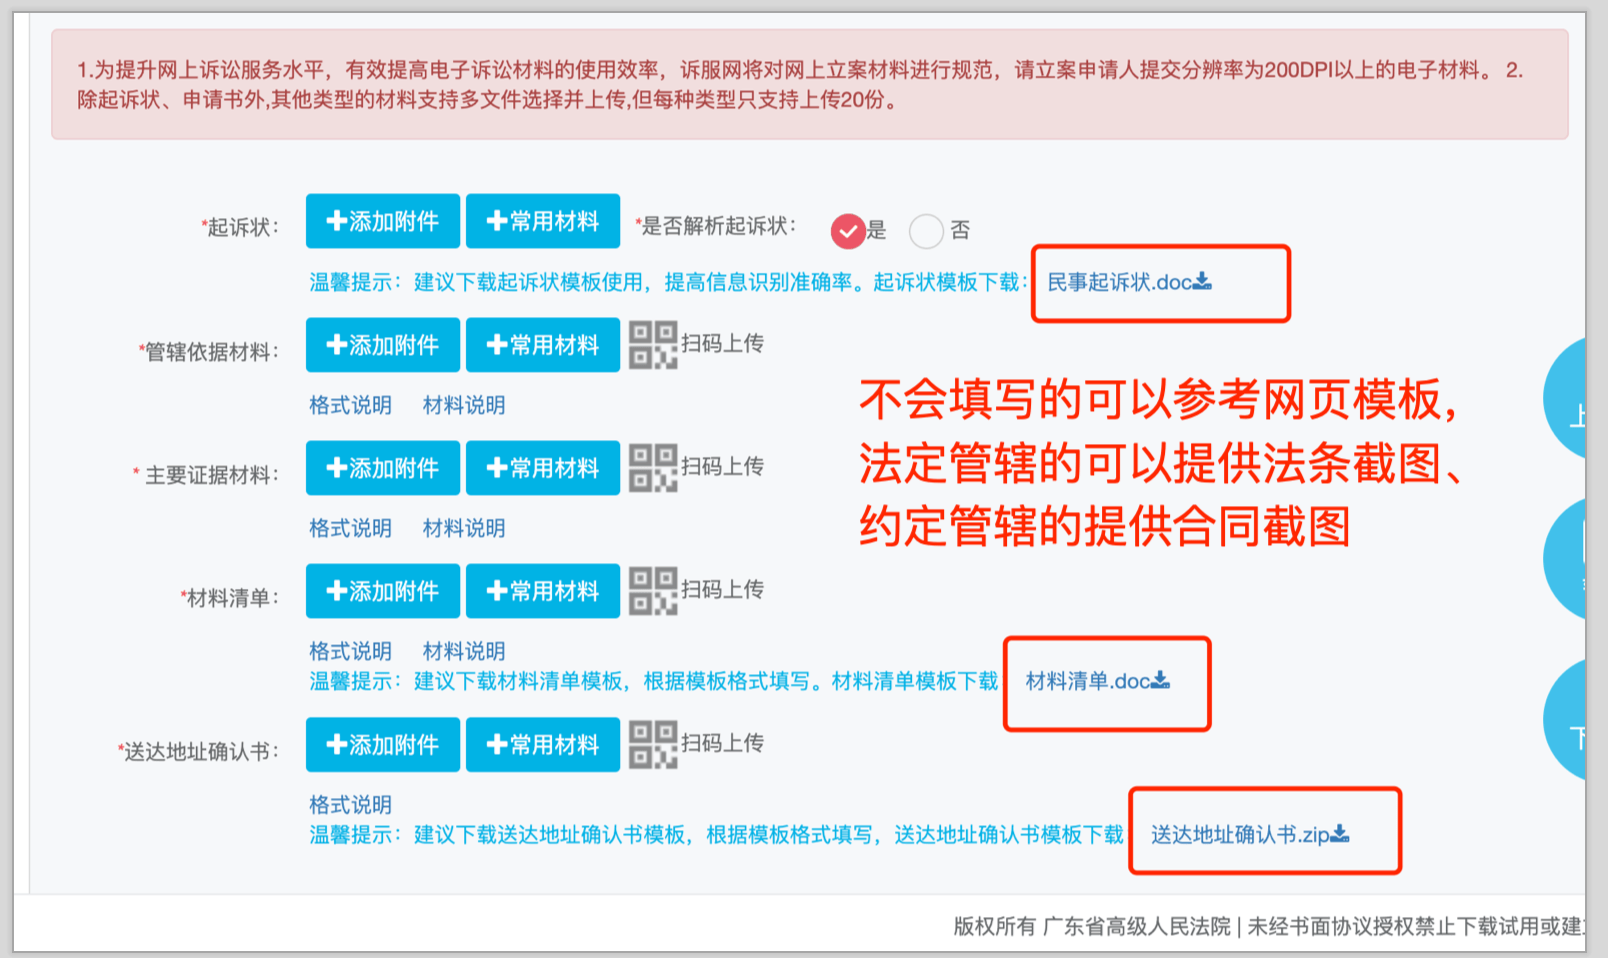 1.为提升网上诉讼服务水平，有效提高电子诉讼材料的使用效率，诉服网将对网上立案材料进行规范，请立案申请人提交分辨率为200DPI以上的电子材料。 2.
除起诉状、申请书外,其他类型的材料支持多文件选择并上传,但每种类型只支持上传20份。
*起诉状： 添加附件 常用材料 *是否解析起诉状： 是 否
温馨提示：建议下载起诉状模板使用，提高信息识别准确率。起诉状模板下载： 民事起诉状.doc
*管辖依据材料： 添加附件 常用材料 扫码上传
格式说明 材料说明
不会填写的可以参考网页模板,
法定管辖的可以提供法条截图、
约定管辖的提供合同截图
* 主要证据材料： 添加附件 常用材料 扫码上传
格式说明 材料说明
*材料清单： 添加附件 常用材料 扫码上传
格式说明 材料说明
温馨提示：建议下载材料清单模板，根据模板格式填写。材料清单模板下载 材料清单.doc
*送达地址确认书： 添加附件 常用材料 扫码上传
格式说明
温馨提示：建议下载送达地址确认书模板，根据模板格式填写，送达地址确认书模板下载： 送达地址确认书.zip
上
下
版权所有 广东省高级人民法院 | 未经书面协议授权禁止下载试用或建